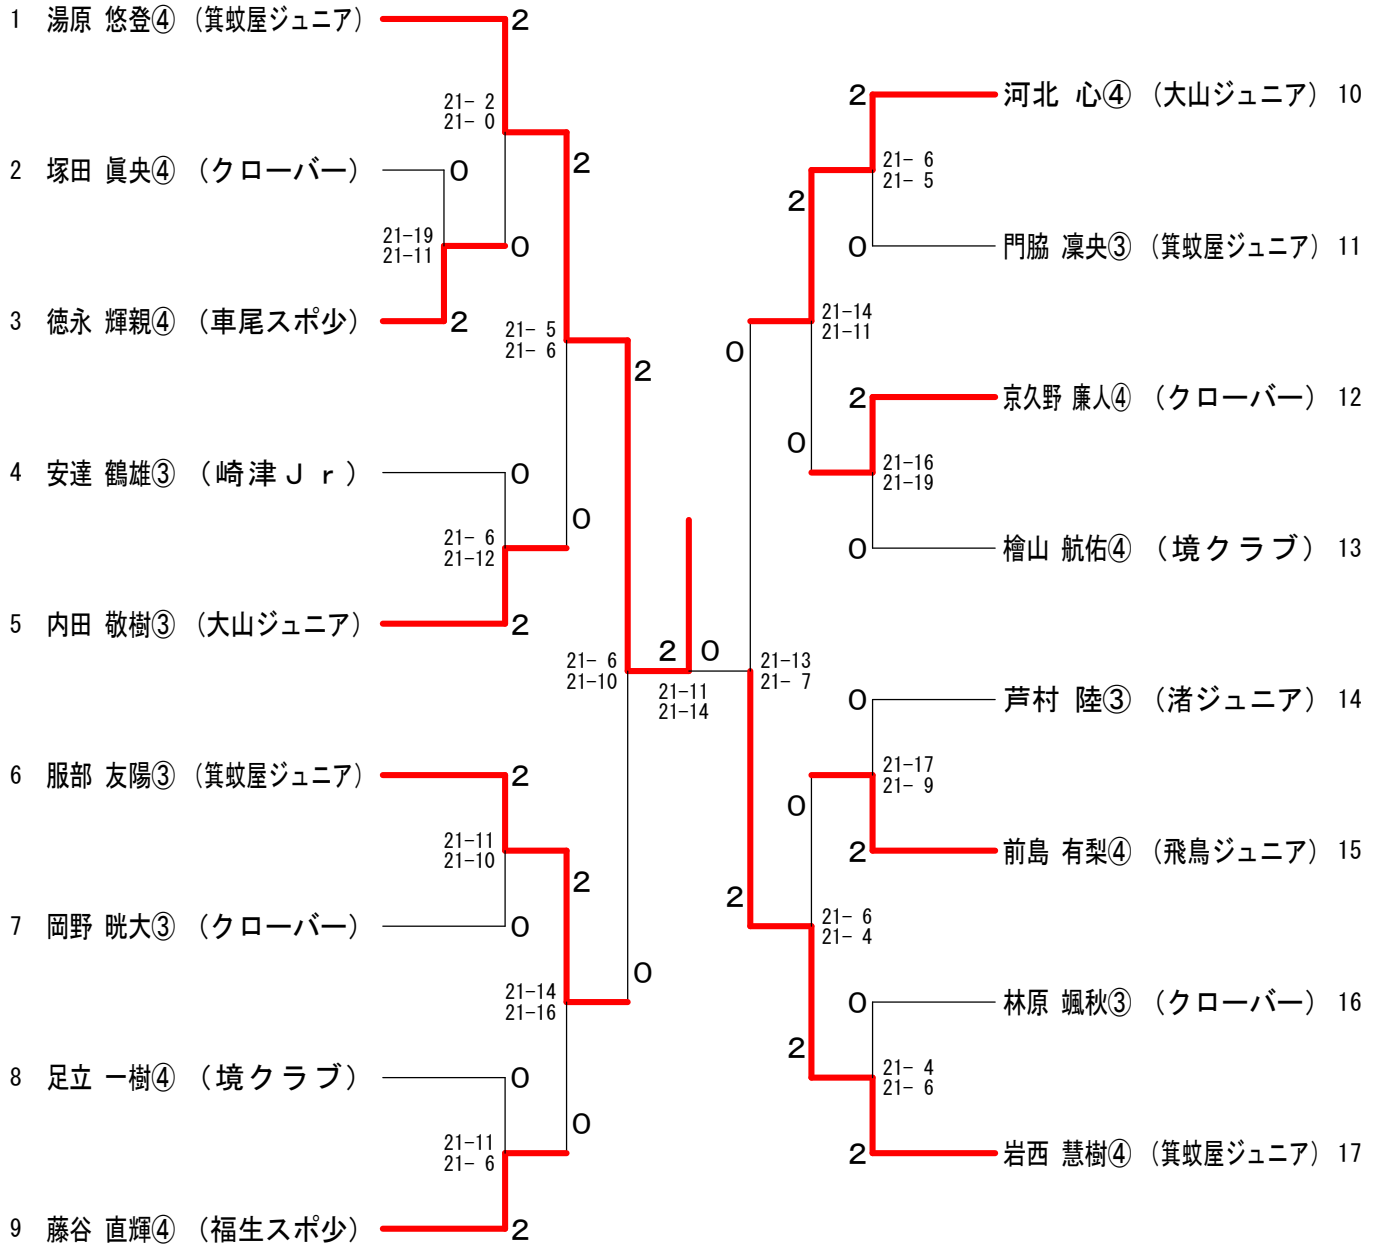 1 湯原 悠登④ (箕蚊屋ジュニア) 2
21- 2
21- 0
2 塚田 眞央④ (クローバー) 0
2
21-19
21-11
0
3 徳永 輝親④ (車尾スポ少) 2
21- 5
21- 6
2
4 安達 鶴雄③ (崎津Jr) 0
0
21- 6
21-12
5 内田 敬樹③ (大山ジュニア) 2
21- 6
21-10
2 0
21-11
21-14
6 服部 友陽③ (箕蚊屋ジュニア) 2
21-11
21-10
2
7 岡野 晄大③ (クローバー) 0
0
21-14
21-16
8 足立 一樹④ (境クラブ) 0
0
21-11
21- 6
9 藤谷 直輝④ (福生スポ少) 2
2 河北 心④ (大山ジュニア) 10
21- 6
21- 5
2
0 門脇 凜央③ (箕蚊屋ジュニア) 11
21-14
21-11
0
2 京久野 廉人④ (クローバー) 12
0
21-16
21-19
0 檜山 航佑④ (境クラブ) 13
21-13
21- 7
0 芦村 陸③ (渚ジュニア) 14
21-17
21- 9
0
2 前島 有梨④ (飛鳥ジュニア) 15
2
21- 6
21- 4
0 林原 颯秋③ (クローバー) 16
2
21- 4
21- 6
2 岩西 慧樹④ (箕蚊屋ジュニア) 17